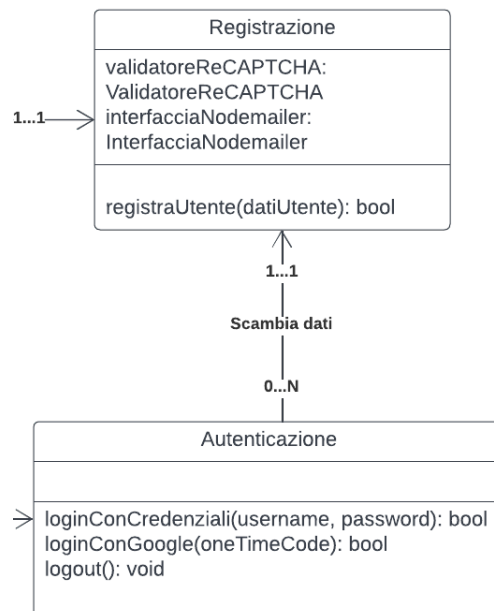 Registrazione
validatoreReCAPTCHA:
ValidatoreReCAPTCHA
interfacciaNodemailer:
InterfacciaNodemailer
1...1
registraUtente(datiUtente): bool
1...1
Scambia dati
0...N
Autenticazione
loginConCredenziali(username, password): bool
loginConGoogle(oneTimeCode): bool
logout(): void